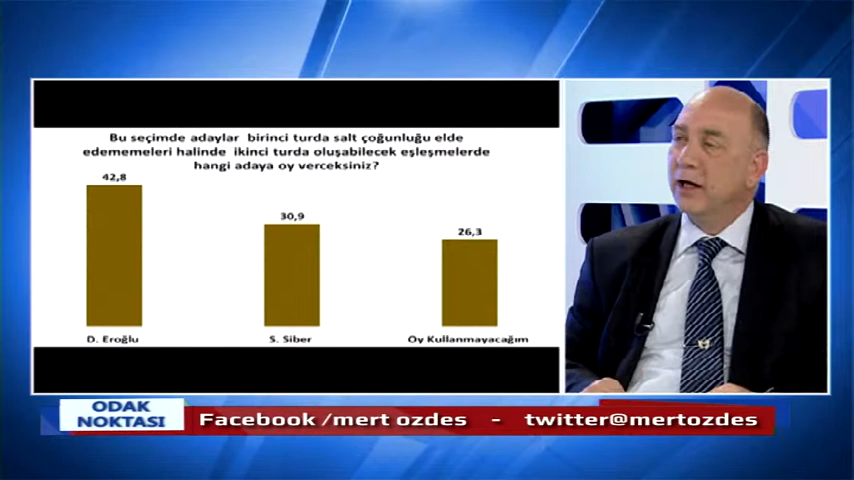 Bu seçimde adaylar birinci turda salt çoğunluğu elde
edememeleri halinde ikinci turda oluşabilecek eşleşmelerde
hangi adaya oy verceksiniz?
42,8
30,9
26,3
D. Eroğlu
S. Siber
Oy Kullanmayacağım
ODAK
NOKTASI
Facebook /mert ozdes - twitter@mertozdes